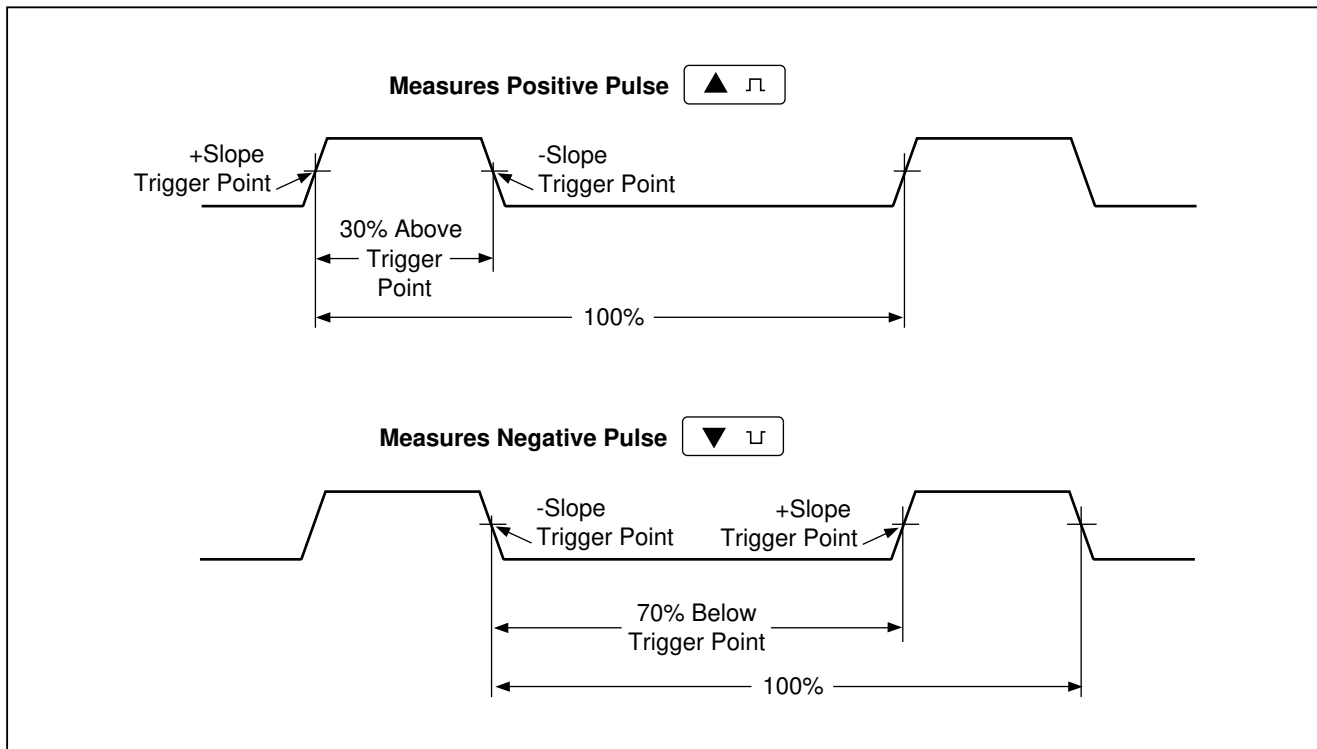 Measures Positive Pulse
+Slope
Trigger Point
-Slope
Trigger Point
30% Above
Trigger
Point
100%
Measures Negative Pulse
-Slope
Trigger Point
+Slope
Trigger Point
70% Below
Trigger Point
100%